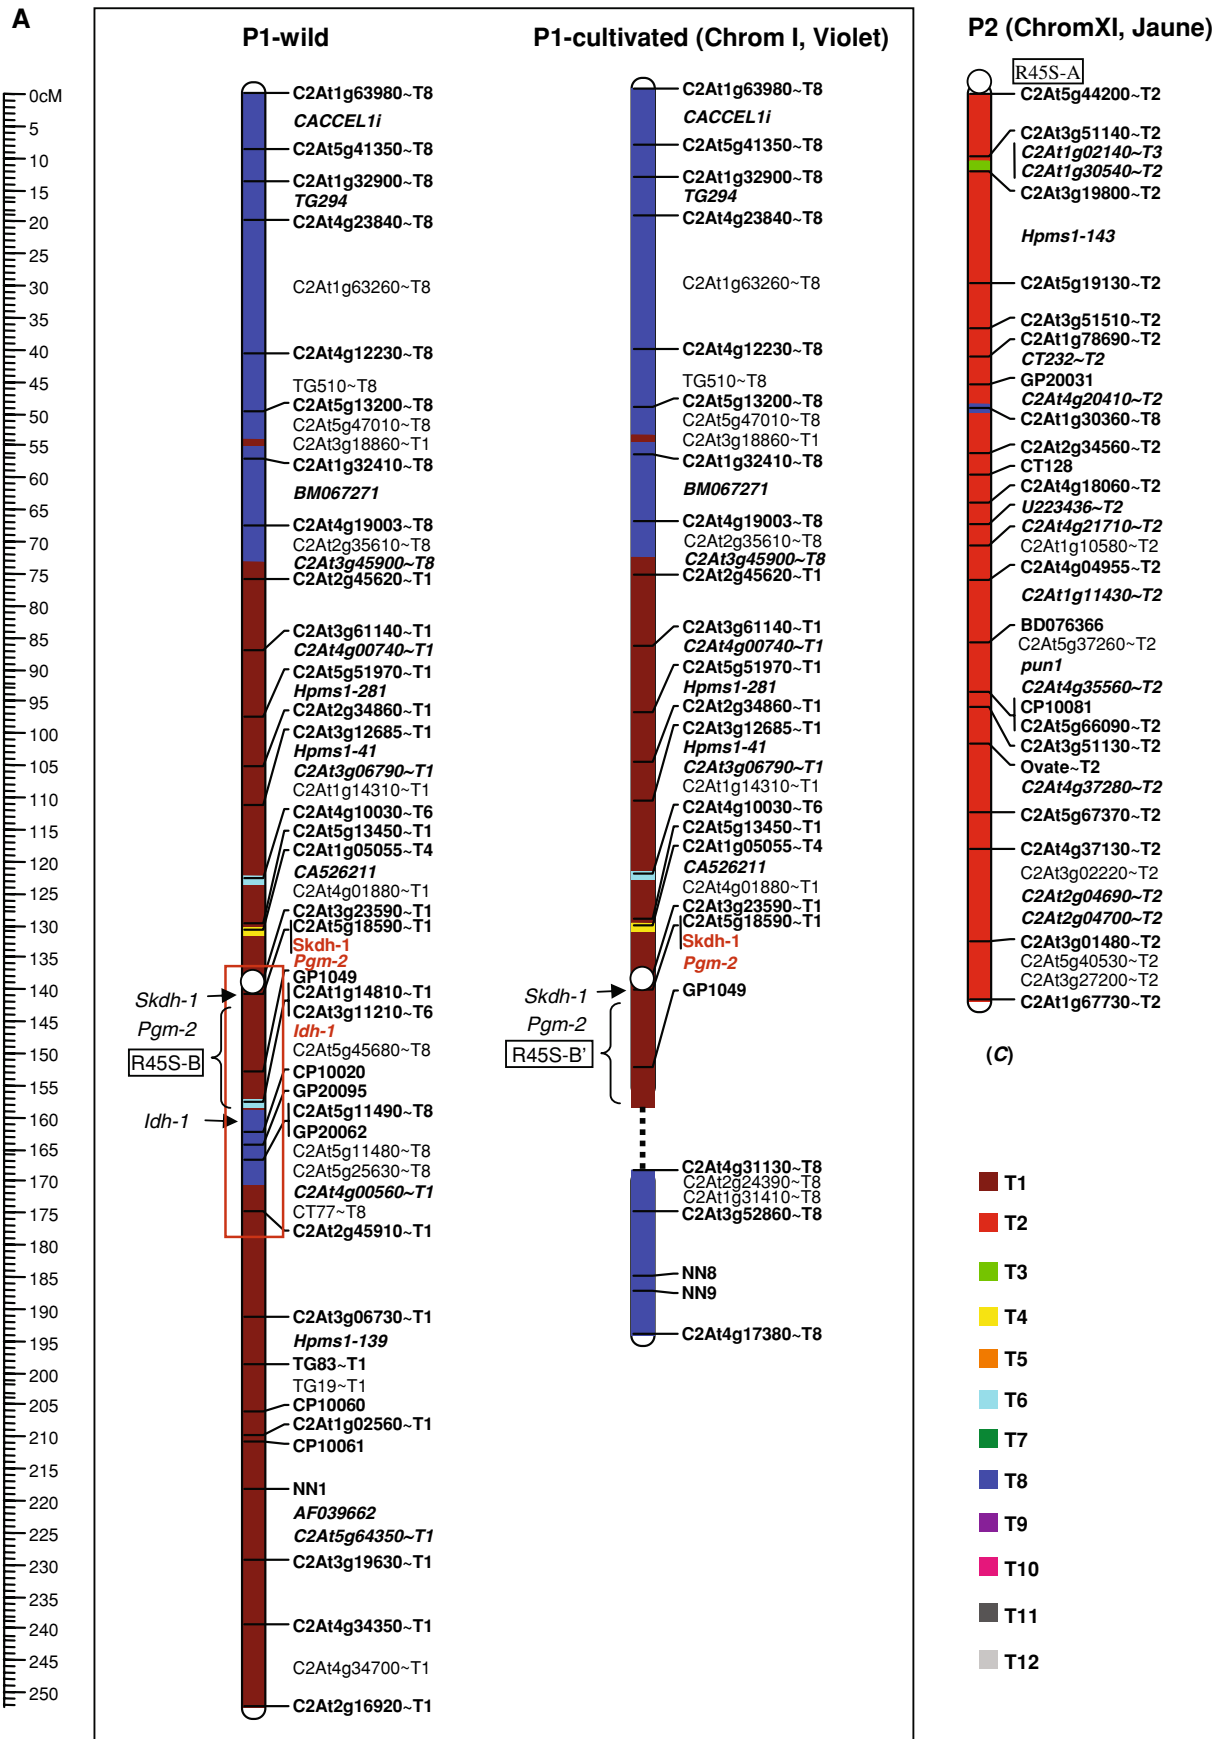 A
P1-wild
P1-cultivated (Chrom I, Violet)
P2 (ChromXI, Jaune)
0cM
5
10
15
20
25
30
35
40
45
50
55
60
65
70
75
80
85
90
95
100
105
110
115
120
125
130
135
140
145
150
155
160
165
170
175
180
185
190
195
200
205
210
215
220
225
230
235
240
245
250
C2At1g63980~T8
CACCEL1i
C2At5g41350~T8
C2At1g32900~T8
TG294
C2At4g23840~T8
C2At1g63260~T8
C2At4g12230~T8
TG510~T8
C2At5g13200~T8
C2At5g47010~T8
C2At3g18860~T1
C2At1g32410~T8
BM067271
C2At4g19003~T8
C2At2g35610~T8
C2At3g45900~T8
C2At2g45620~T1
C2At3g61140~T1
C2At4g00740~T1
C2At5g51970~T1
Hpms1-281
C2At2g34860~T1
C2At3g12685~T1
Hpms1-41
C2At3g06790~T1
C2At1g14310~T1
C2At4g10030~T6
C2At5g13450~T1
C2At1g05055~T4
CA526211
C2At4g01880~T1
C2At3g23590~T1
C2At5g18590~T1
Skdh-1
Pgm-2
GP1049
C2At1g14810~T1
C2At3g11210~T6
Idh-1
C2At5g45680~T8
CP10020
GP20095
C2At5g11490~T8
GP20062
C2At5g11480~T8
C2At5g25630~T8
C2At4g00560~T1
CT77~T8
C2At2g45910~T1
C2At3g06730~T1
Hpms1-139
TG83~T1
TG19~T1
CP10060
C2At1g02560~T1
CP10061
NN1
AF039662
C2At5g64350~T1
C2At3g19630~T1
C2At4g34350~T1
C2At4g34700~T1
C2At2g16920~T1
Skdh-1
Pgm-2
R45S-B
Idh-1
C2At1g63980~T8
CACCEL1i
C2At5g41350~T8
C2At1g32900~T8
TG294
C2At4g23840~T8
C2At1g63260~T8
C2At4g12230~T8
TG510~T8
C2At5g13200~T8
C2At5g47010~T8
C2At3g18860~T1
C2At1g32410~T8
BM067271
C2At4g19003~T8
C2At2g35610~T8
C2At3g45900~T8
C2At2g45620~T1
C2At3g61140~T1
C2At4g00740~T1
C2At5g51970~T1
Hpms1-281
C2At2g34860~T1
C2At3g12685~T1
Hpms1-41
C2At3g06790~T1
C2At1g14310~T1
C2At4g10030~T6
C2At5g13450~T1
C2At1g05055~T4
CA526211
C2At4g01880~T1
C2At3g23590~T1
C2At5g18590~T1
Skdh-1
Pgm-2
GP1049
Skdh-1
Pgm-2
R45S-B’
C2At4g31130~T8
C2At2g24390~T8
C2At1g31410~T8
C2At3g52860~T8
NN8
NN9
C2At4g17380~T8
R45S-A
C2At5g44200~T2
C2At3g51140~T2
C2At1g02140~T3
C2At1g30540~T2
C2At3g19800~T2
Hpms1-143
C2At5g19130~T2
C2At3g51510~T2
C2At1g78690~T2
CT232~T2
GP20031
C2At4g20410~T2
C2At1g30360~T8
C2At2g34560~T2
CT128
C2At4g18060~T2
U223436~T2
C2At4g21710~T2
C2At1g10580~T2
C2At4g04955~T2
C2At1g11430~T2
BD076366
C2At5g37260~T2
pun1
C2At4g35560~T2
CP10081
C2At5g66090~T2
C2At3g51130~T2
Ovate~T2
C2At4g37280~T2
C2At5g67370~T2
C2At4g37130~T2
C2At3g02220~T2
C2At2g04690~T2
C2At2g04700~T2
C2At3g01480~T2
C2At5g40530~T2
C2At3g27200~T2
C2At1g67730~T2
(C)
T1
T2
T3
T4
T5
T6
T7
T8
T9
T10
T11
T12